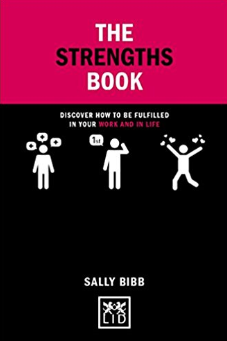 THE
STRENGTHS
BOOK
DISCOVER HOW TO BE FULFILLED
IN YOUR WORK AND IN LIFE
1st
SALLY BIBB
LID